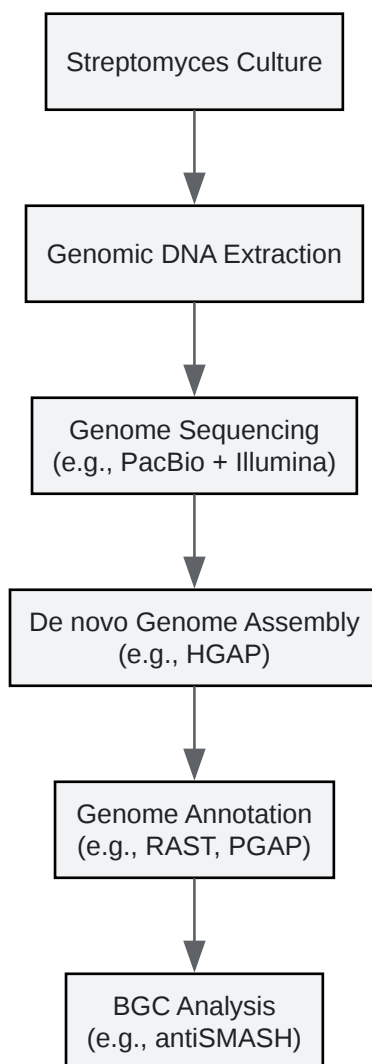 Streptomyces Culture
Genomic DNA Extraction
Genome Sequencing
(e.g., PacBio + Illumina)
De novo Genome Assembly
(e.g., HGAP)
Genome Annotation
(e.g., RAST, PGAP)
BGC Analysis
(e.g., antiSMASH)